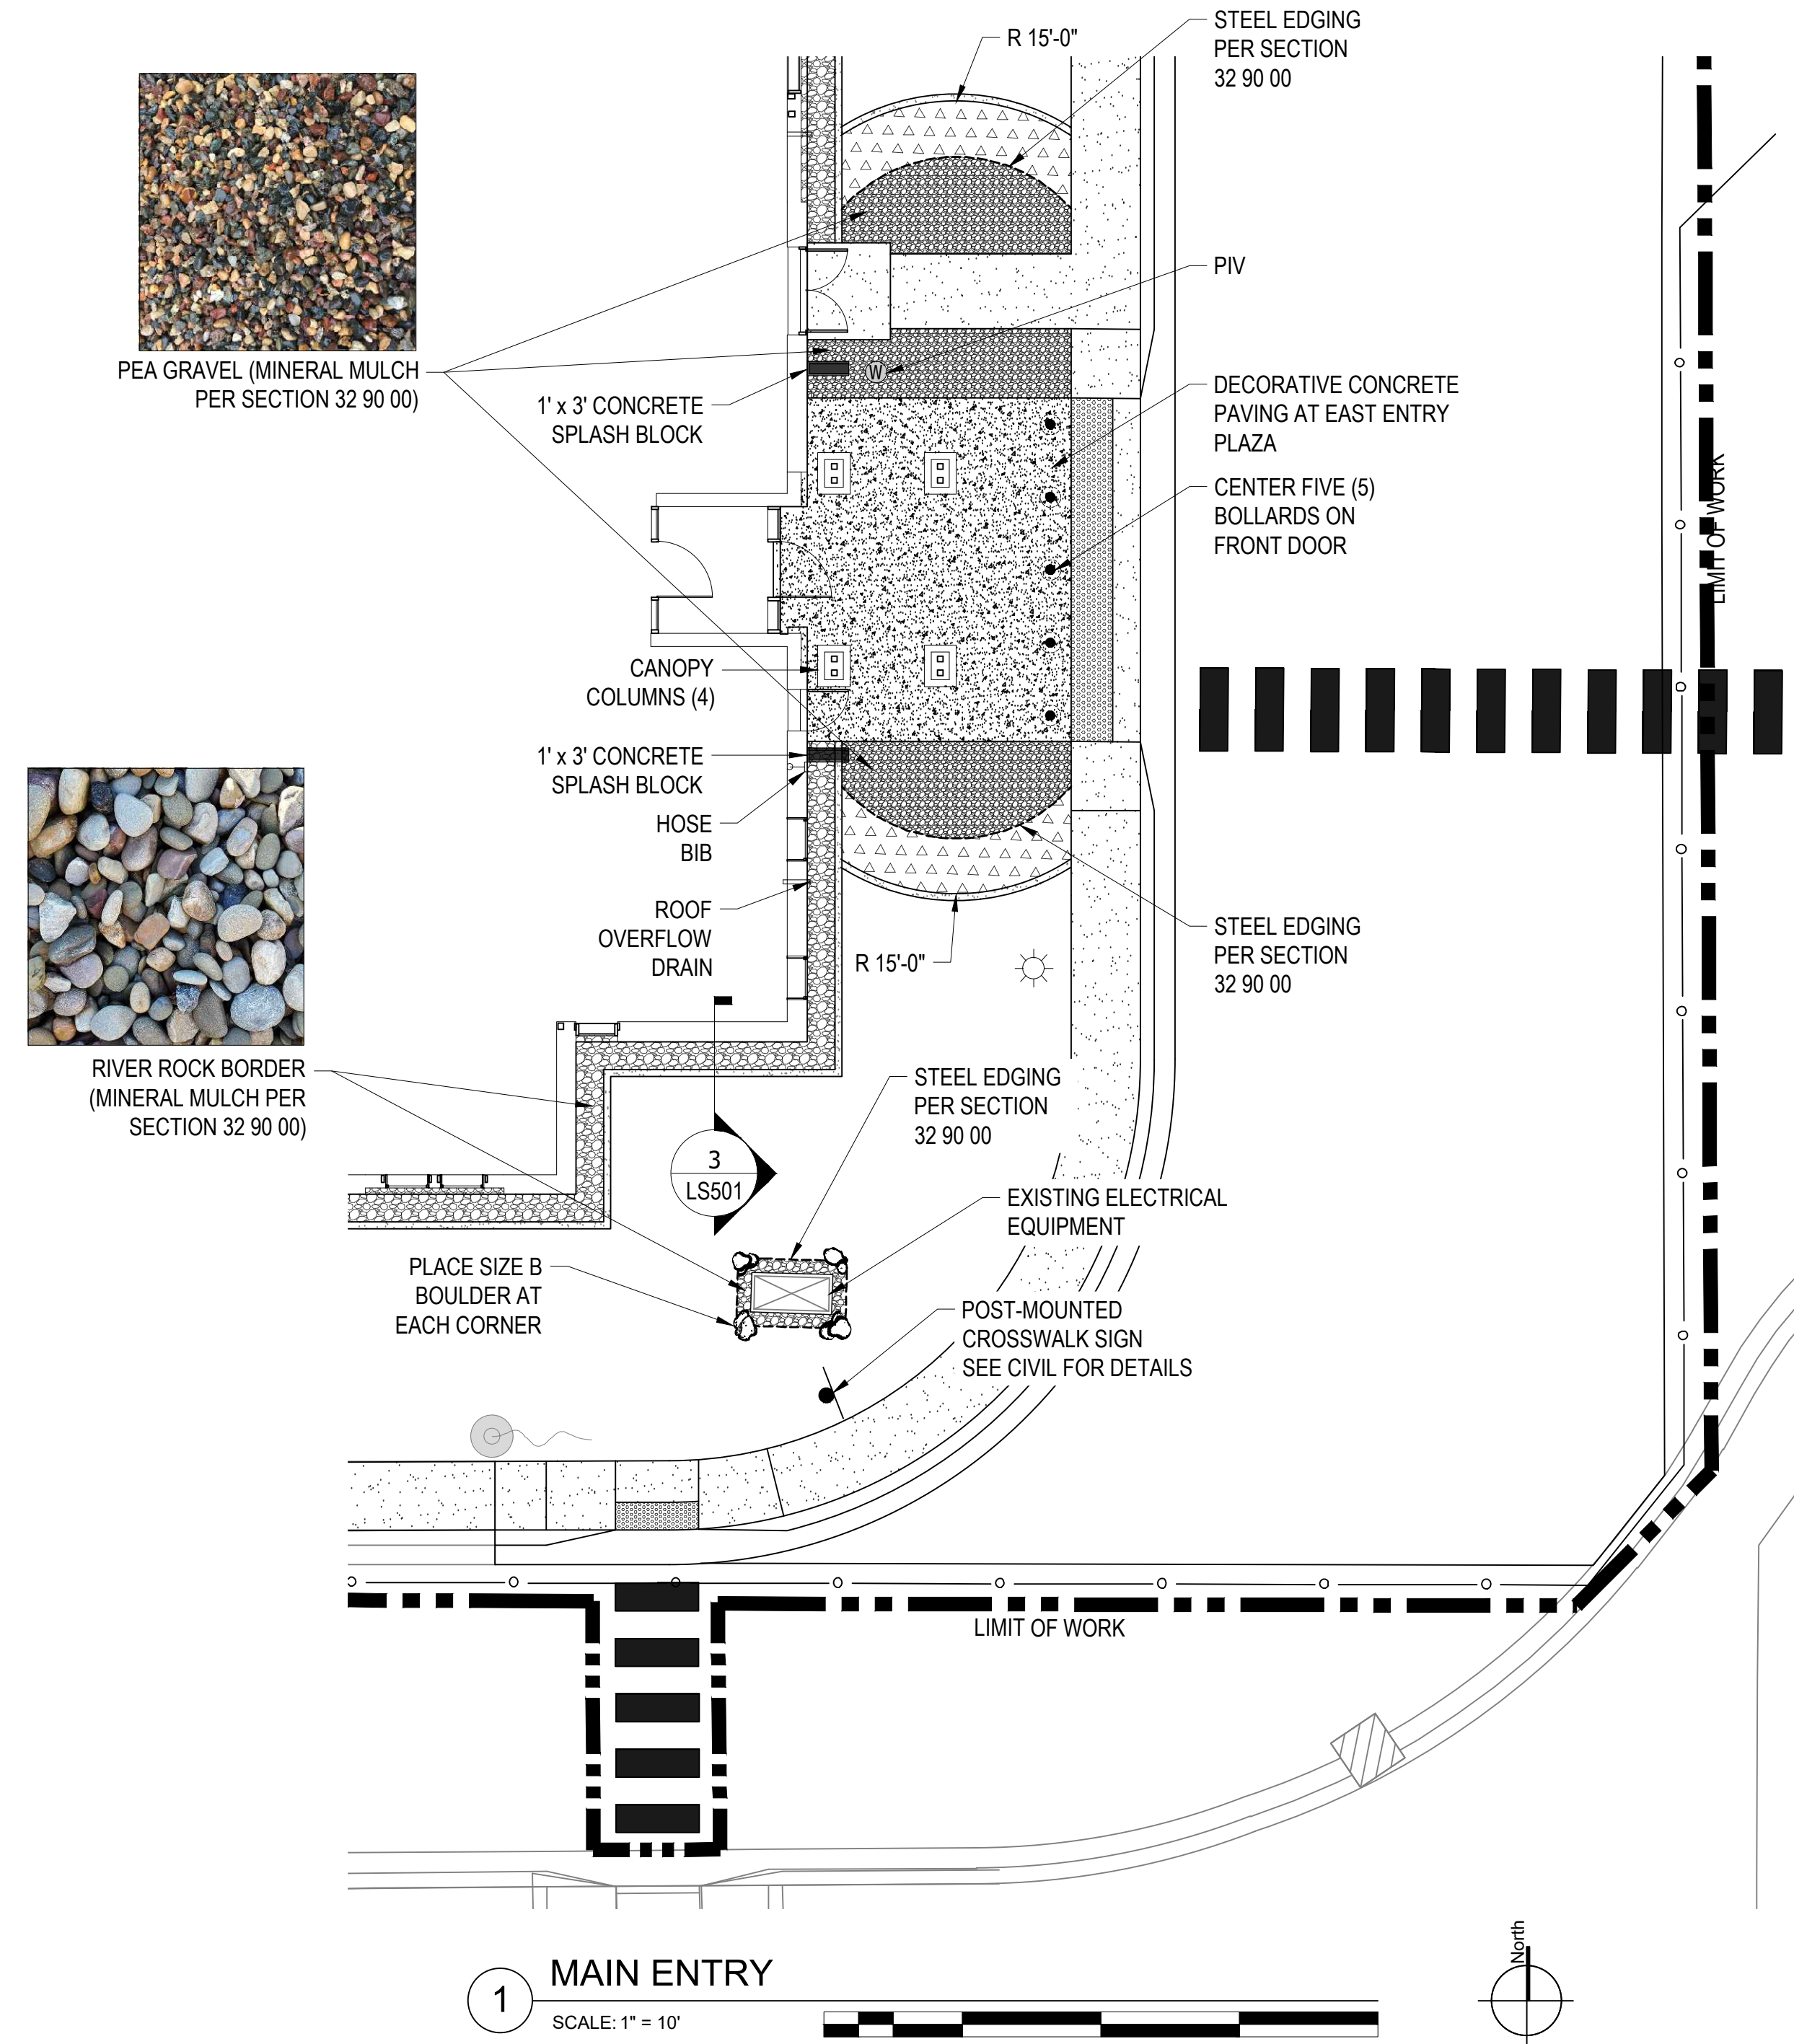 R 15'-0"
STEEL EDGING
PER SECTION
32 90 00
PIV
PEA GRAVEL (MINERAL MULCH
PER SECTION 32 90 00)
1' x 3' CONCRETE
SPLASH BLOCK
W
DECORATIVE CONCRETE
PAVING AT EAST ENTRY
PLAZA
CENTER FIVE (5)
BOLLARDS ON
FRONT DOOR
LIMIT OF WORK
CANOPY
COLUMNS (4)
1' x 3' CONCRETE
SPLASH BLOCK
HOSE
BIB
ROOF
OVERFLOW
DRAIN
R 15'-0"
STEEL EDGING
PER SECTION
32 90 00
RIVER ROCK BORDER
(MINERAL MULCH PER
SECTION 32 90 00)
STEEL EDGING
PER SECTION
32 90 00
3
LS501
EXISTING ELECTRICAL
EQUIPMENT
PLACE SIZE B
BOULDER AT
EACH CORNER
POST-MOUNTED
CROSSWALK SIGN
SEE CIVIL FOR DETAILS
LIMIT OF WORK
1
MAIN ENTRY
SCALE: 1" = 10'
North